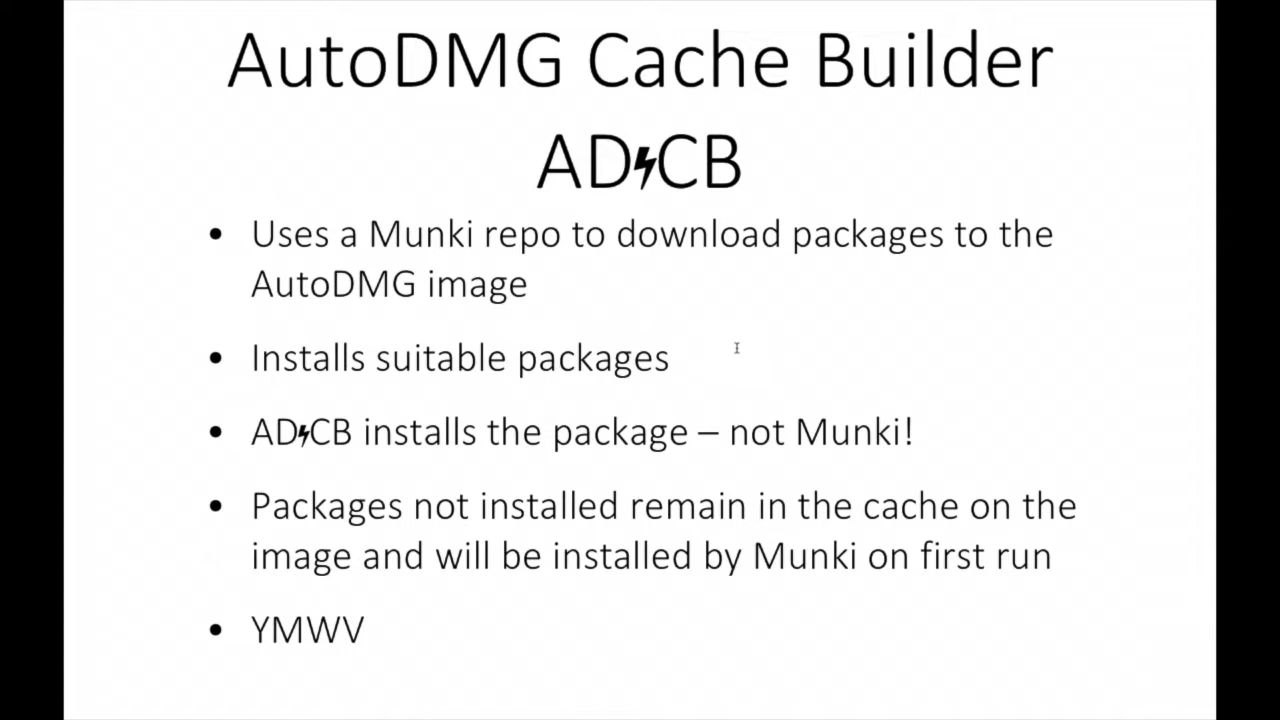 AutoDMG Cache Builder
AD⚡CB
• Uses a Munki repo to download packages to the
AutoDMG image
• Installs suitable packages
• AD⚡CB installs the package – not Munki!
• Packages not installed remain in the cache on the
image and will be installed by Munki on first run
• YMWV